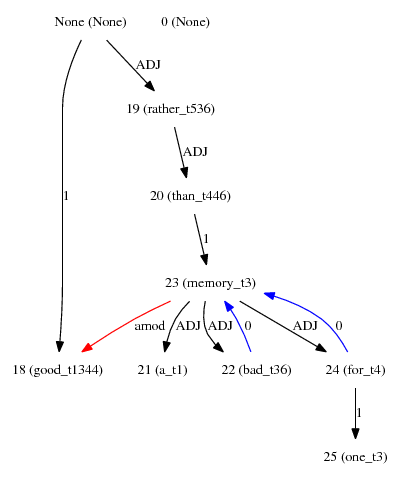 None (None) 0 (None)
ADJ
19 (rather_t536)
ADJ
20 (than_t446)
1 1
23 (memory_t3)
amod ADJ ADJ 0 ADJ 0
18 (good_t1344) 21 (a_t1) 22 (bad_t36) 24 (for_t4)
1
25 (one_t3)